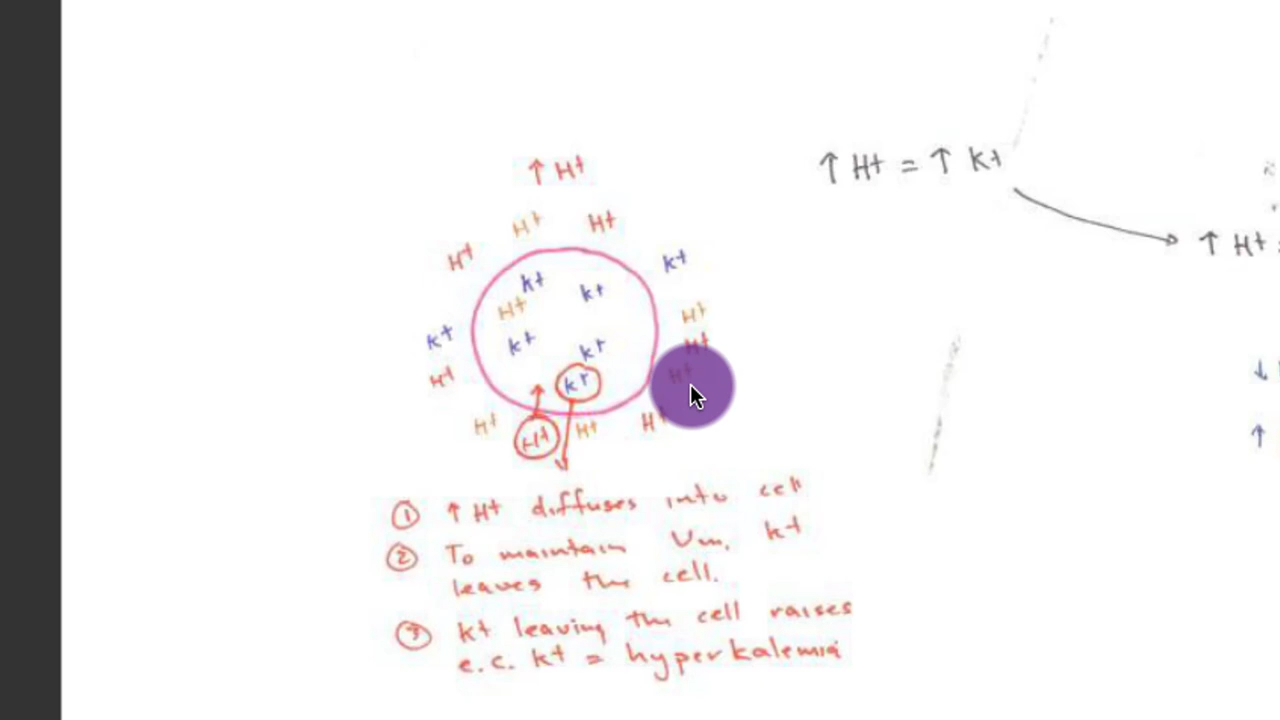 ↑ H+
H+ H+
H+ K+
K+ K+
H+ H+
K+ K+ K+ H+
H+ K+ H+
H+ H+ H+ H+
① ↑ H+ diffuses into cell
② To maintain Vm, K+
leaves the cell.
③ K+ leaving the cell raises
e.c. K+ = hyperkalemia
↑ H+ = ↑ K+
↑ H+ =
↓
↑